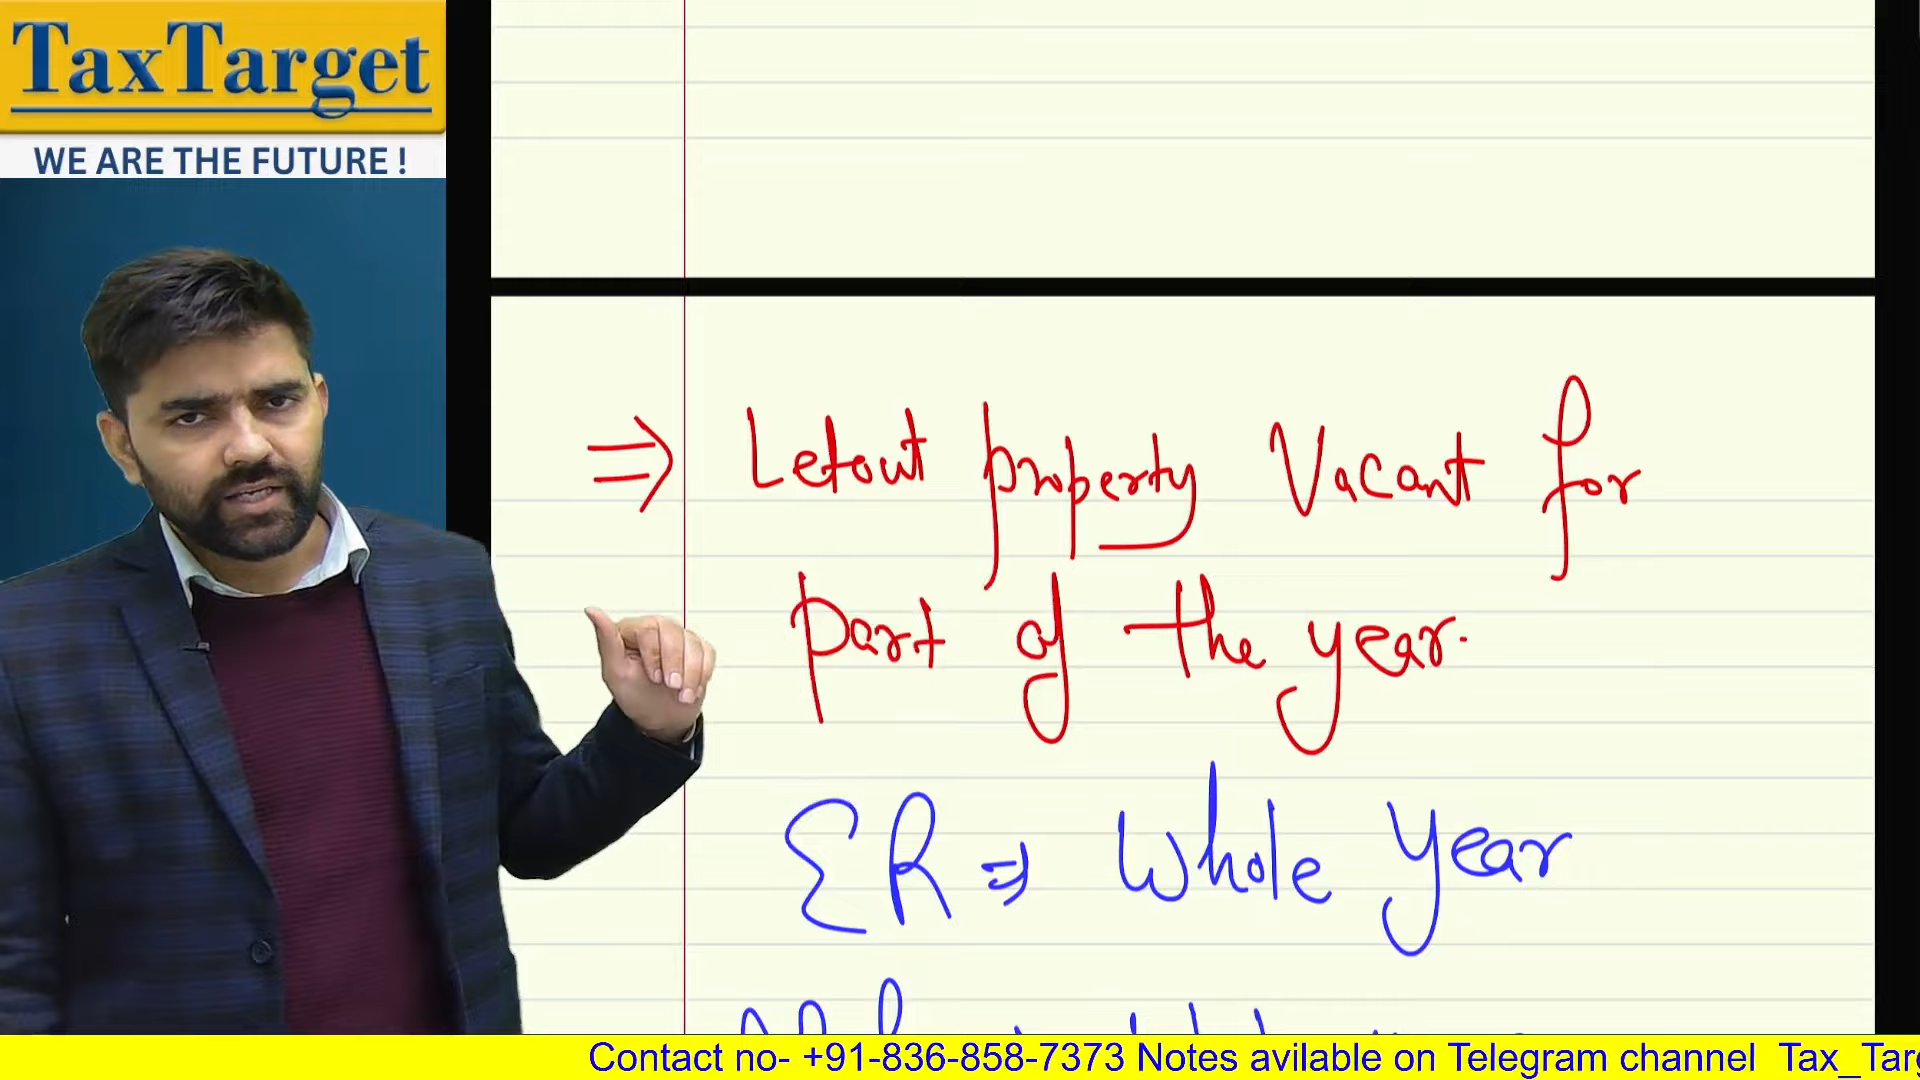 TaxTarget
WE ARE THE FUTURE !
⇒ Letout property Vacant for
part of the year.
ER ⇒ Whole Year
Contact no- +91-836-858-7373 Notes avilable on Telegram channel Tax_Targ